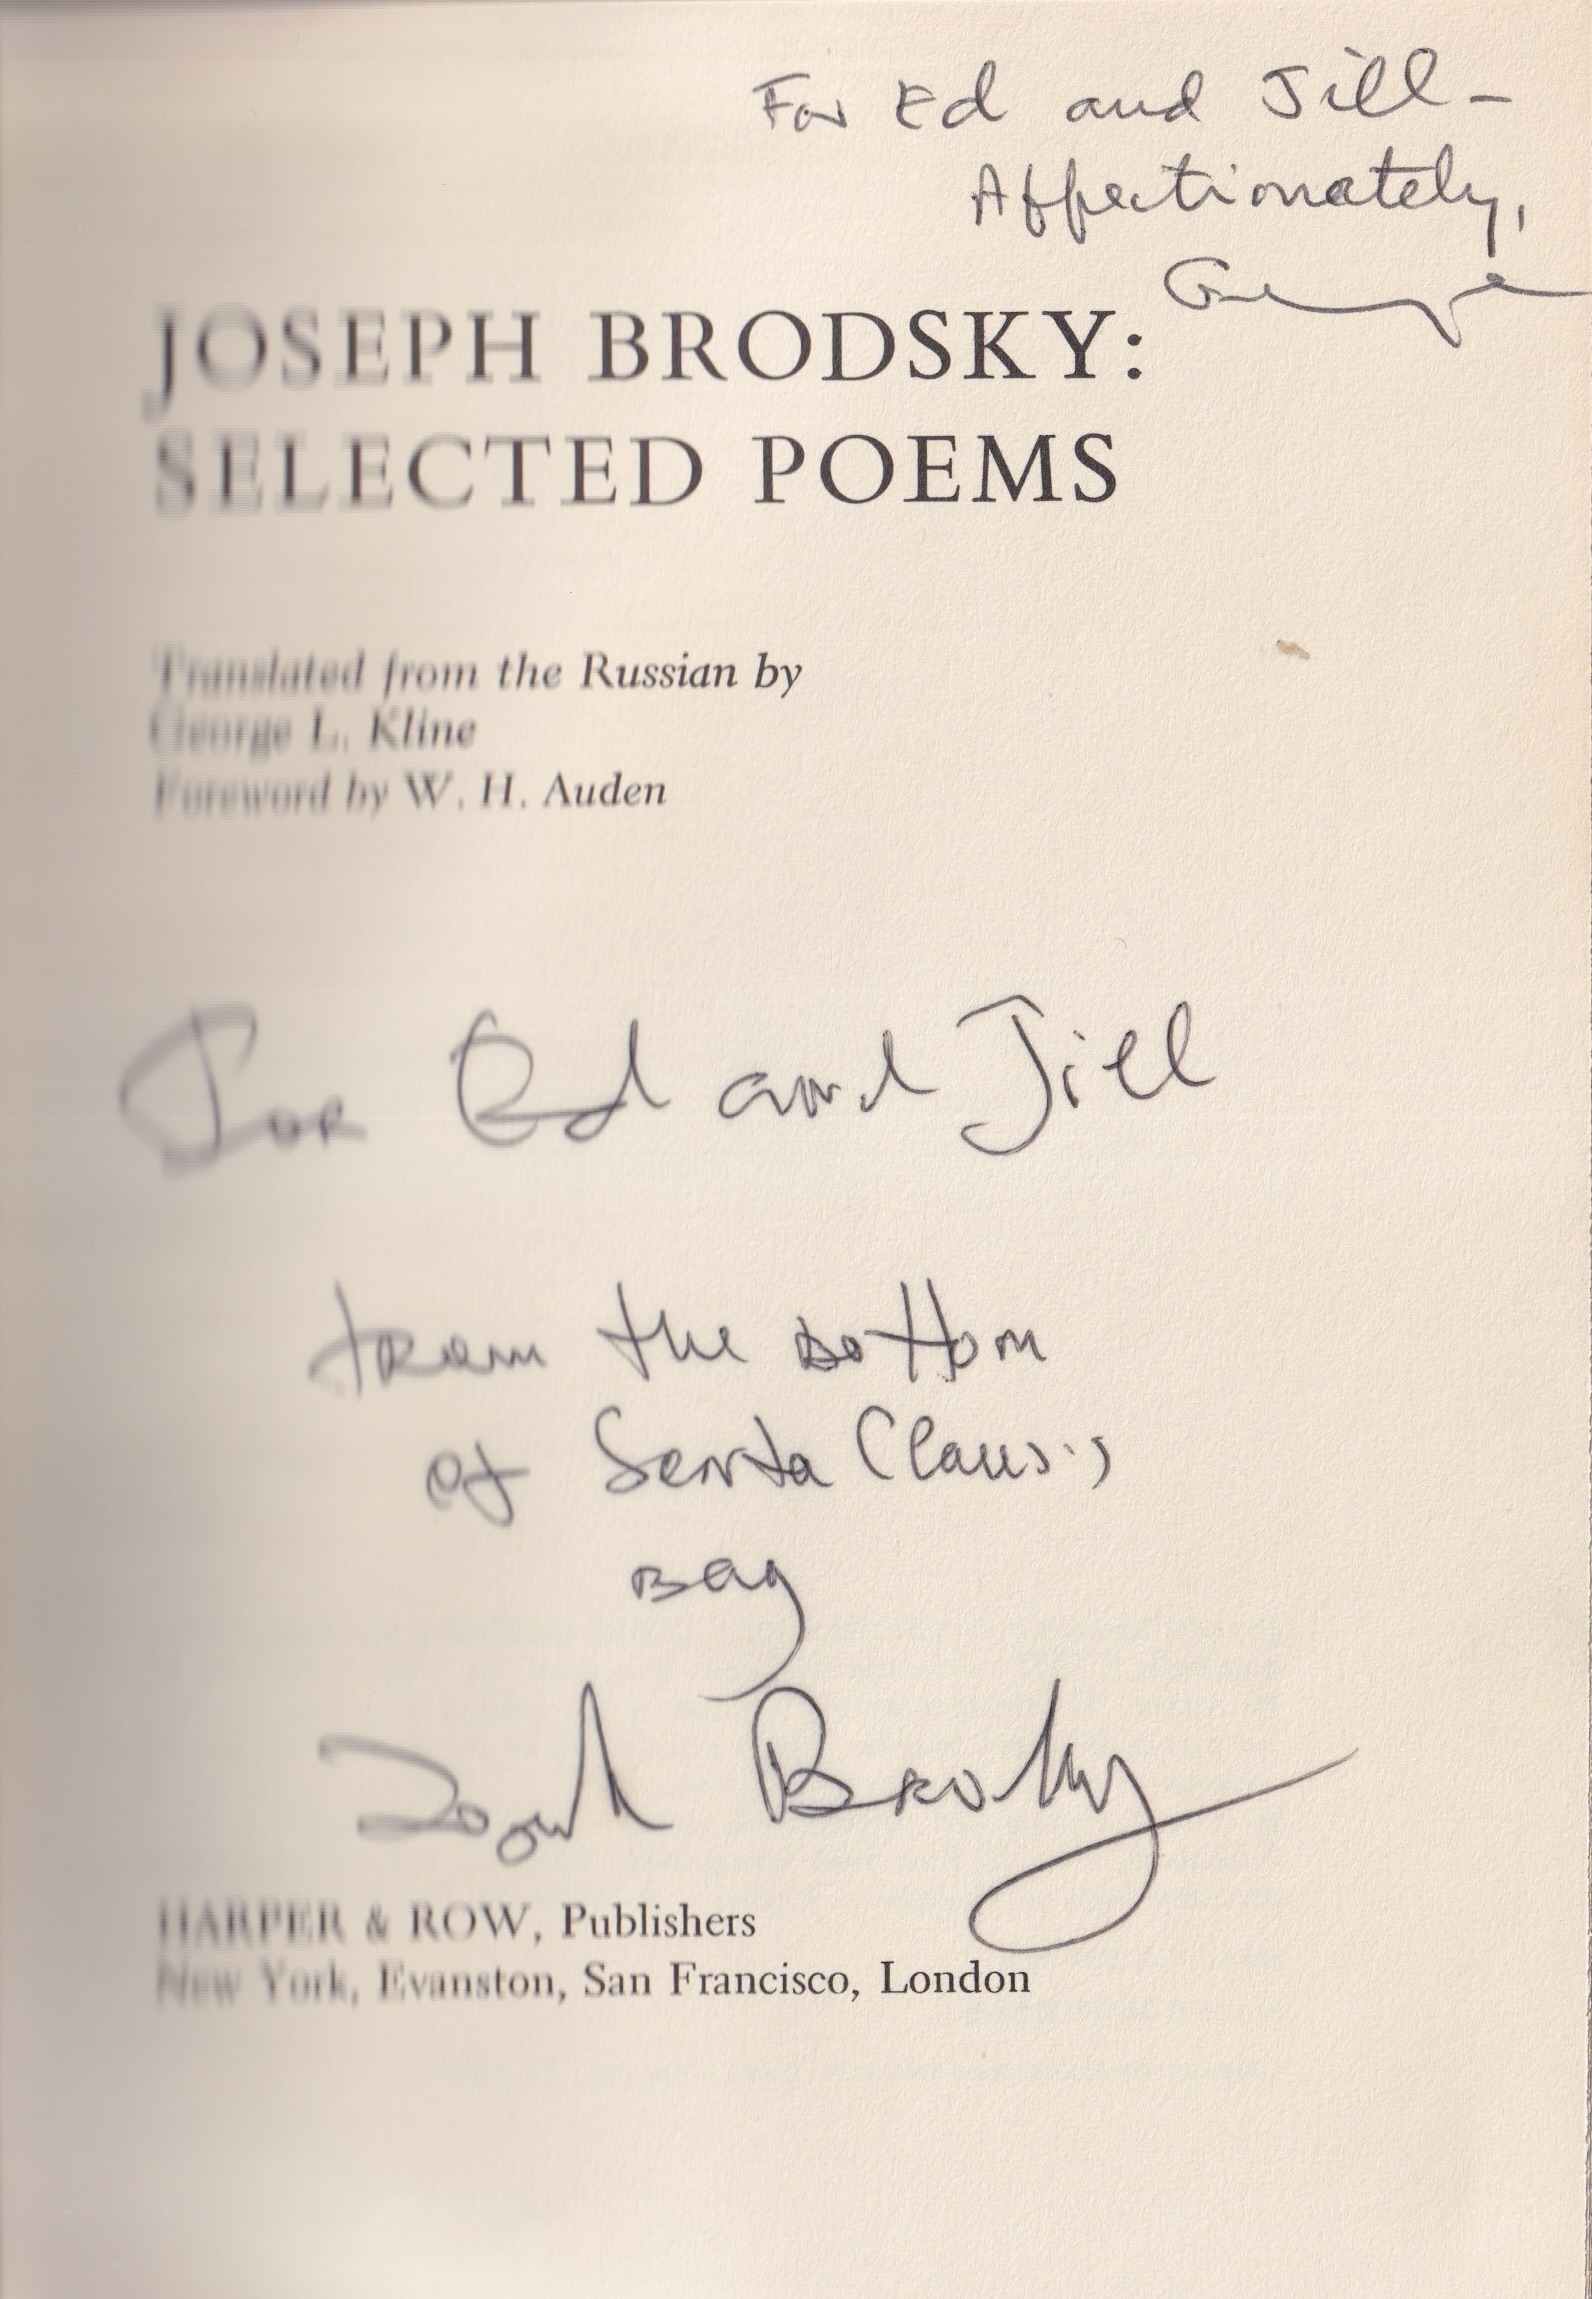 For Ed and Jill –
Affectionately,
George
JOSEPH BRODSKY:
SELECTED POEMS
Translated from the Russian by
George L. Kline
Foreword by W. H. Auden
For Ed and Jill
from the bottom
of Santa Claus's
bag
Joseph Brodsky
HARPER & ROW, Publishers
New York, Evanston, San Francisco, London